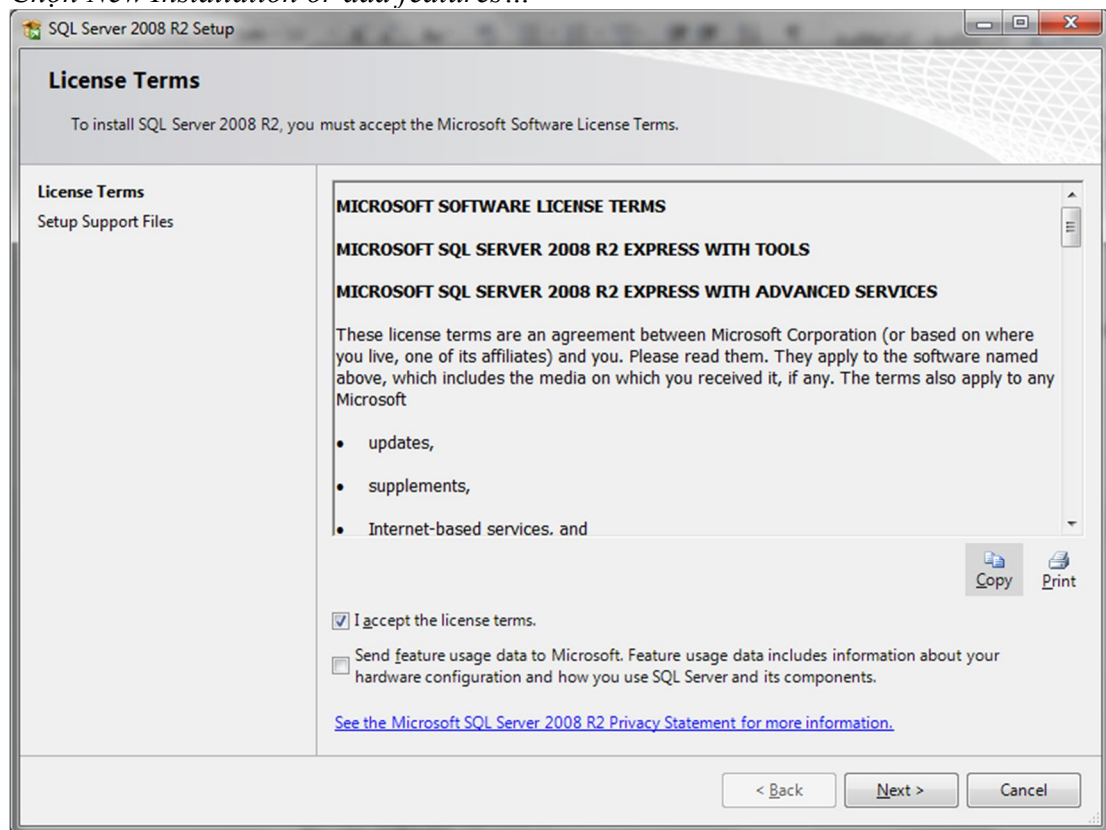 Chọn New Installation or add features…
SQL Server 2008 R2 Setup
License Terms
To install SQL Server 2008 R2, you must accept the Microsoft Software License Terms.
License Terms
Setup Support Files
MICROSOFT SOFTWARE LICENSE TERMS
MICROSOFT SQL SERVER 2008 R2 EXPRESS WITH TOOLS
MICROSOFT SQL SERVER 2008 R2 EXPRESS WITH ADVANCED SERVICES
These license terms are an agreement between Microsoft Corporation (or based on where
you live, one of its affiliates) and you. Please read them. They apply to the software named
above, which includes the media on which you received it, if any. The terms also apply to any
Microsoft
• updates,
• supplements,
• Internet-based services, and
Copy Print
I accept the license terms.
Send feature usage data to Microsoft. Feature usage data includes information about your
hardware configuration and how you use SQL Server and its components.
See the Microsoft SQL Server 2008 R2 Privacy Statement for more information.
< Back Next > Cancel